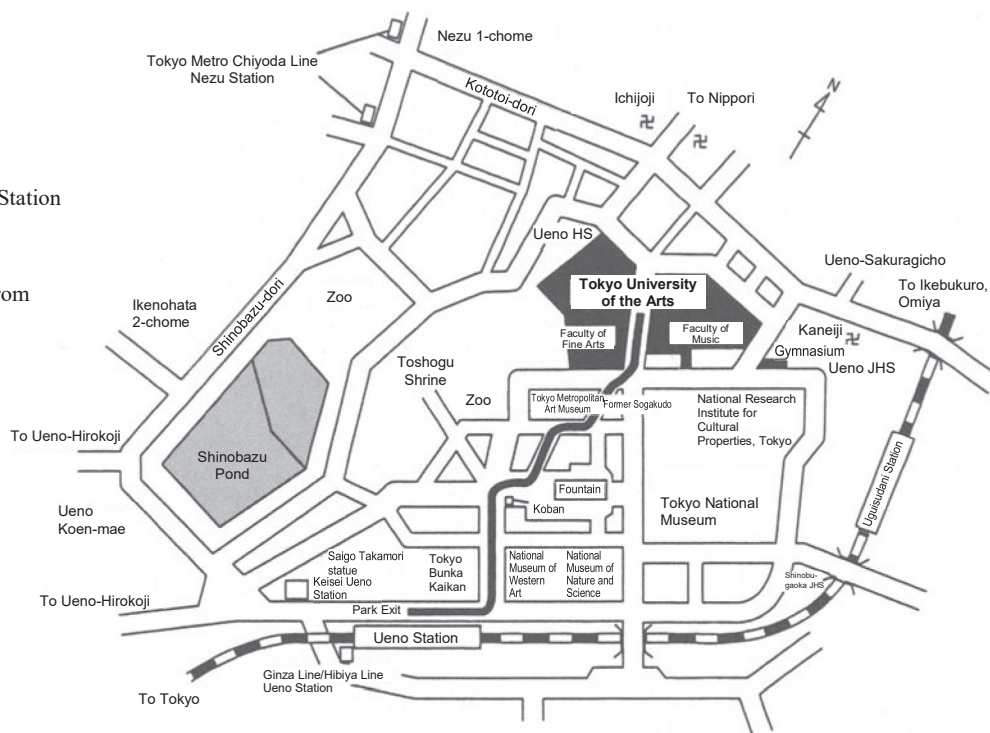 Nezu 1-chome
Tokyo Metro Chiyoda Line
Nezu Station
Kototoi-dori
Ichijoji
To Nippori
N
Station
Ueno HS
Ueno-Sakuragicho
To Ikebukuro,
Omiya
Tokyo University
of the Arts
rom
Ikenohata
2-chome
Shinobazu-dori
Zoo
Faculty of
Fine Arts
Faculty of
Music
Kaneiji
Gymnasium
Ueno JHS
Toshogu
Shrine
Zoo
Tokyo Metropolitan
Art Museum
Former Sogakudo
National Research
Institute for
Cultural
Properties, Tokyo
To Ueno-Hirokoji
Shinobazu
Pond
Uguisudani Station
Fountain
Koban
Tokyo National
Museum
Ueno
Koen-mae
Saigo Takamori
statue
Keisei Ueno
Station
Tokyo
Bunka
Kaikan
National
Museum of
Western
Art
National
Museum of
Nature and
Science
Shinobu-
gaoka JHS
To Ueno-Hirokoji
Park Exit
Ueno Station
Ginza Line/Hibiya Line
Ueno Station
To Tokyo